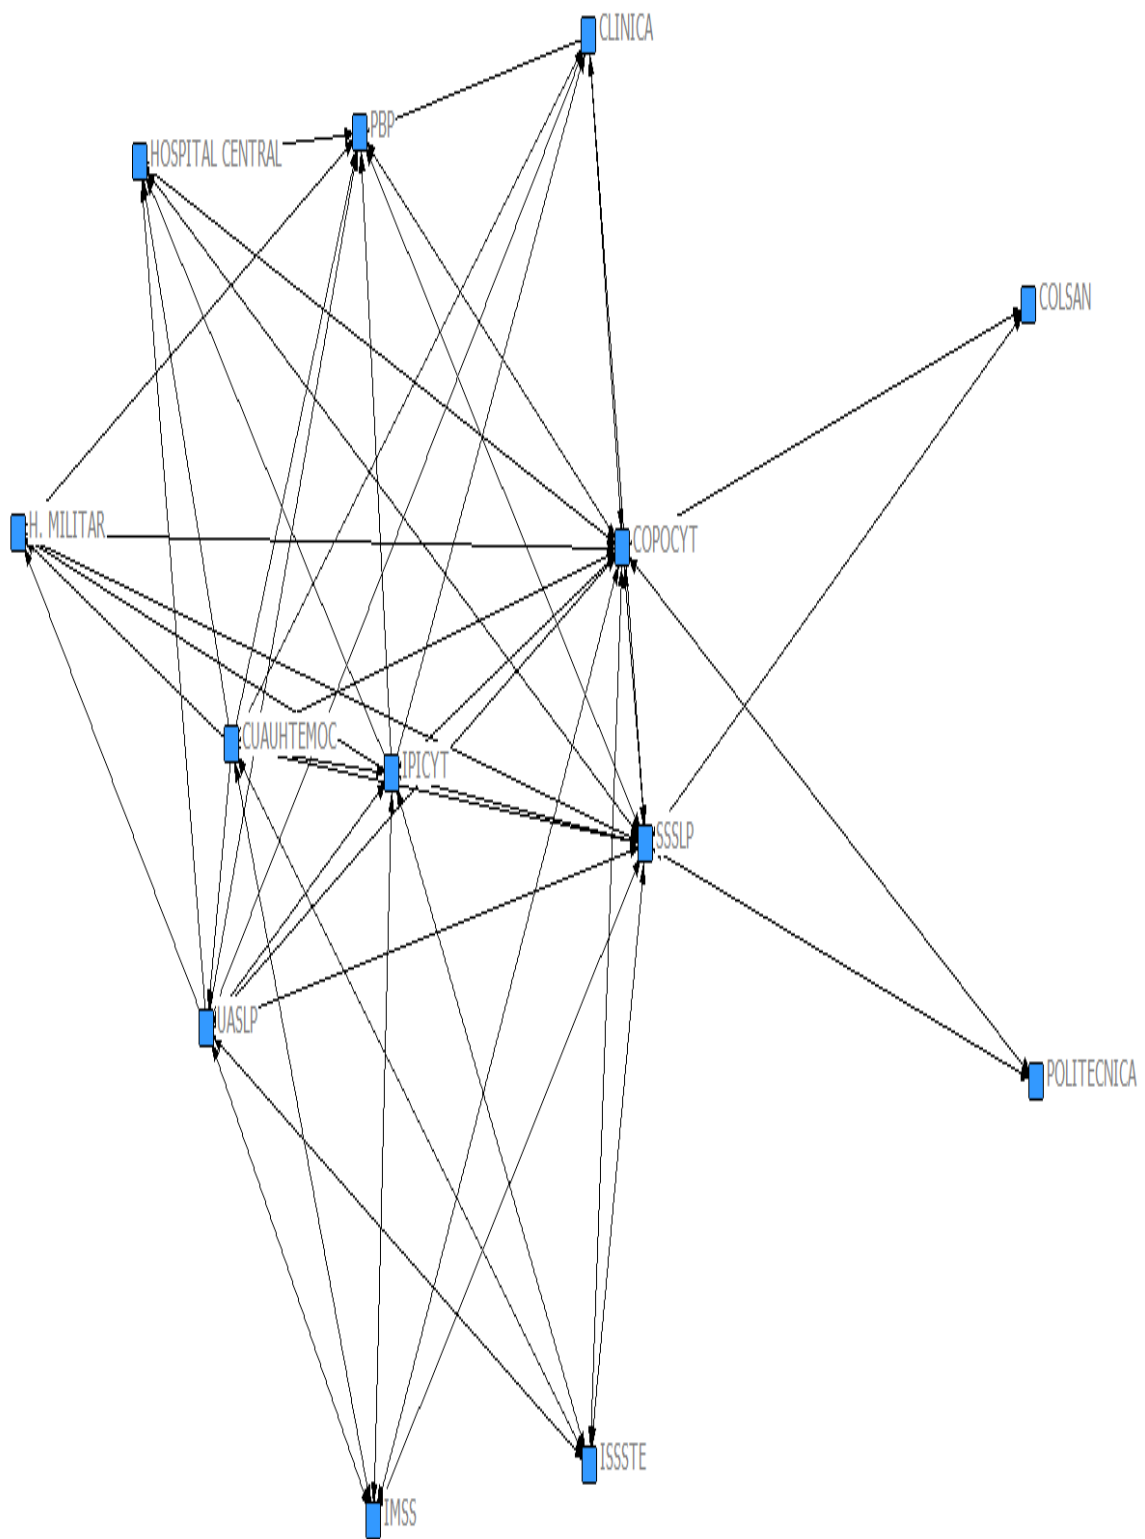 CLINICA
PBP
HOSPITAL CENTRAL
COLSAN
H. MILITAR
COPOCYT
CUAUHTEMOC
IPICYT
SSSLP
UASLP
POLITECNICA
ISSSTE
IMSS